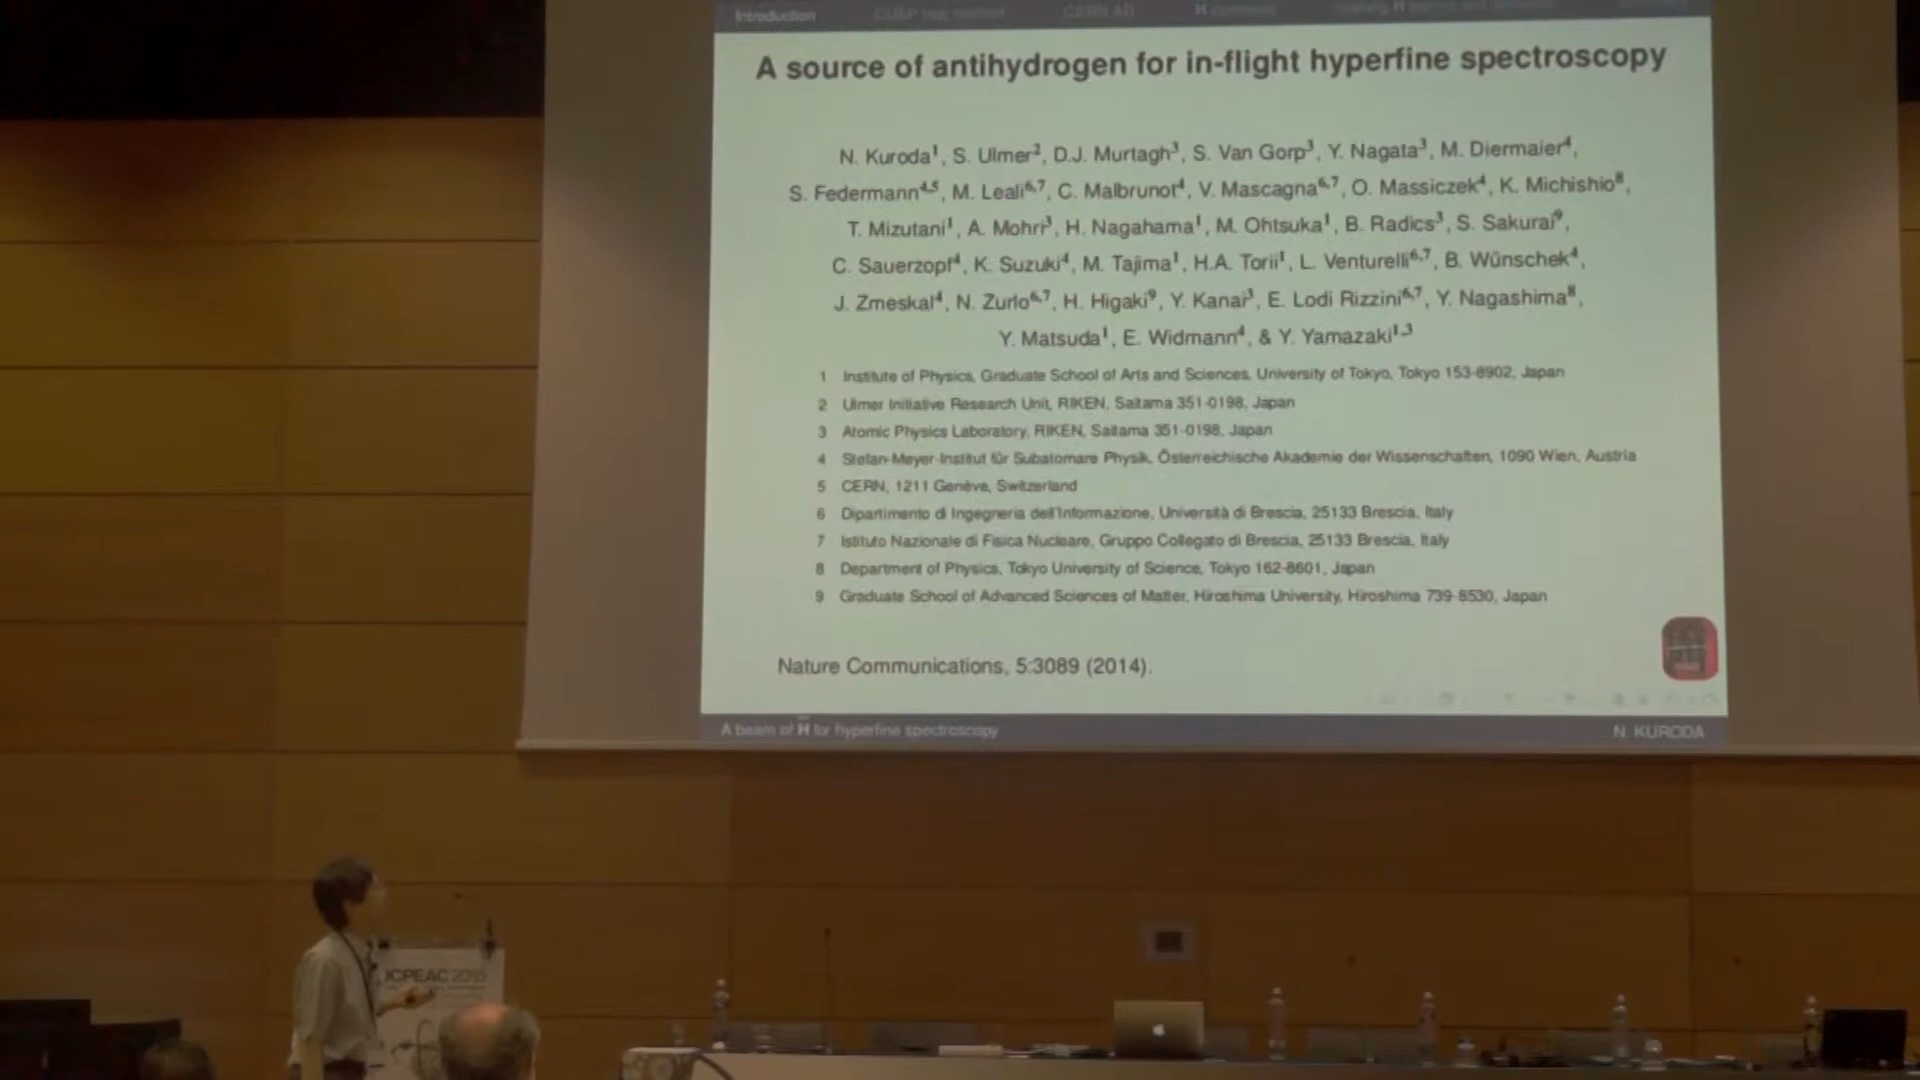 Introduction CUSP trap method CERN AD
A source of antihydrogen for in-flight hyperfine spectroscopy
N. Kuroda¹, S. Ulmer², D.J. Murtagh³, S. Van Gorp³, Y. Nagata³, M. Diermaier⁴,
S. Federmann⁴,⁵, M. Leali⁶,⁷, C. Malbrunot⁴, V. Mascagna⁶,⁷, O. Massiczek⁴, K. Michishio⁸,
T. Mizutani¹, A. Mohri³, H. Nagahama¹, M. Ohtsuka¹, B. Radics³, S. Sakurai⁹,
C. Sauerzopf⁴, K. Suzuki⁴, M. Tajima¹, H.A. Torii¹, L. Venturelli⁶,⁷, B. Wünschek⁴,
J. Zmeskal⁴, N. Zurlo⁶,⁷, H. Higaki⁹, Y. Kanai³, E. Lodi Rizzini⁶,⁷, Y. Nagashima⁸,
Y. Matsuda¹, E. Widmann⁴, & Y. Yamazaki¹,³
1 Institute of Physics, Graduate School of Arts and Sciences, University of Tokyo, Tokyo 153-8902, Japan
2 Ulmer Initiative Research Unit, RIKEN, Saitama 351-0198, Japan
3 Atomic Physics Laboratory, RIKEN, Saitama 351-0198, Japan
4 Stefan-Meyer-Institut für Subatomare Physik, Österreichische Akademie der Wissenschaften, 1090 Wien, Austria
5 CERN, 1211 Genève, Switzerland
6 Dipartimento di Ingegneria dell'Informazione, Università di Brescia, 25133 Brescia, Italy
7 Istituto Nazionale di Fisica Nucleare, Gruppo Collegato di Brescia, 25133 Brescia, Italy
8 Department of Physics, Tokyo University of Science, Tokyo 162-8601, Japan
9 Graduate School of Advanced Sciences of Matter, Hiroshima University, Hiroshima 739-8530, Japan
Nature Communications, 5:3089 (2014).
A beam of H̄ for hyperfine spectroscopy N. KURODA
ICPEAC 2015